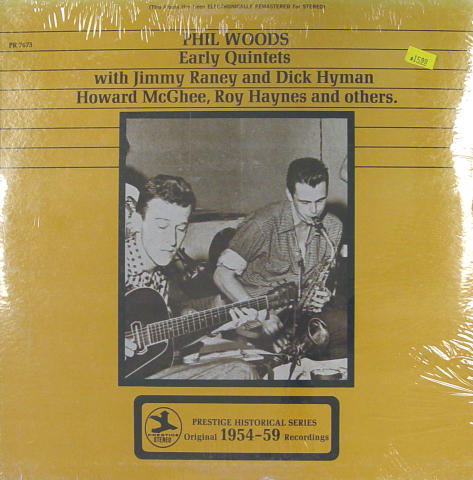 (This Album Has Been ELECTRONICALLY REMASTERED for STEREO)
PR 7673
PHIL WOODS
Early Quintets
with Jimmy Raney and Dick Hyman
Howard McGhee, Roy Haynes and others.
PRESTIGE
STEREO
PRESTIGE HISTORICAL SERIES
Original 1954-59 Recordings